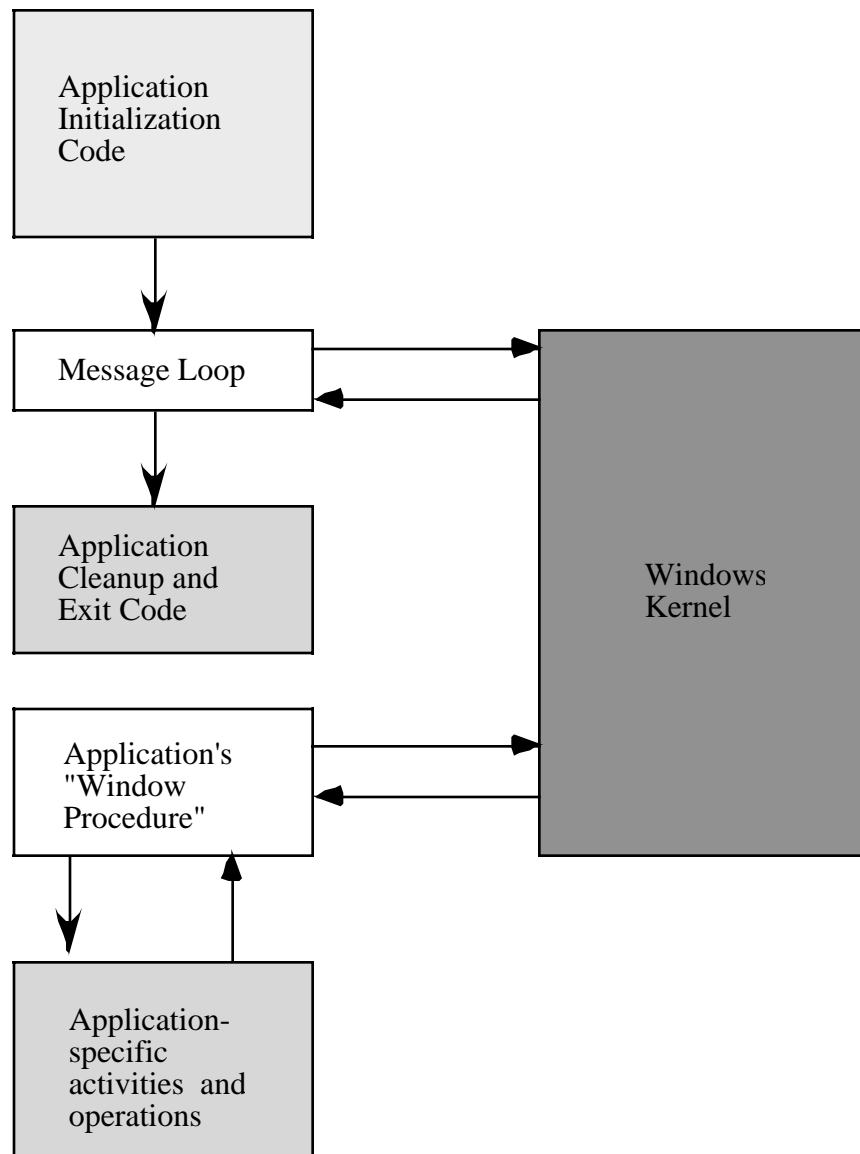 Application
Initialization
Code
Message Loop
Application
Cleanup and
Exit Code
Windows
Kernel
Application's
"Window
Procedure"
Application-
specific
activities and
operations